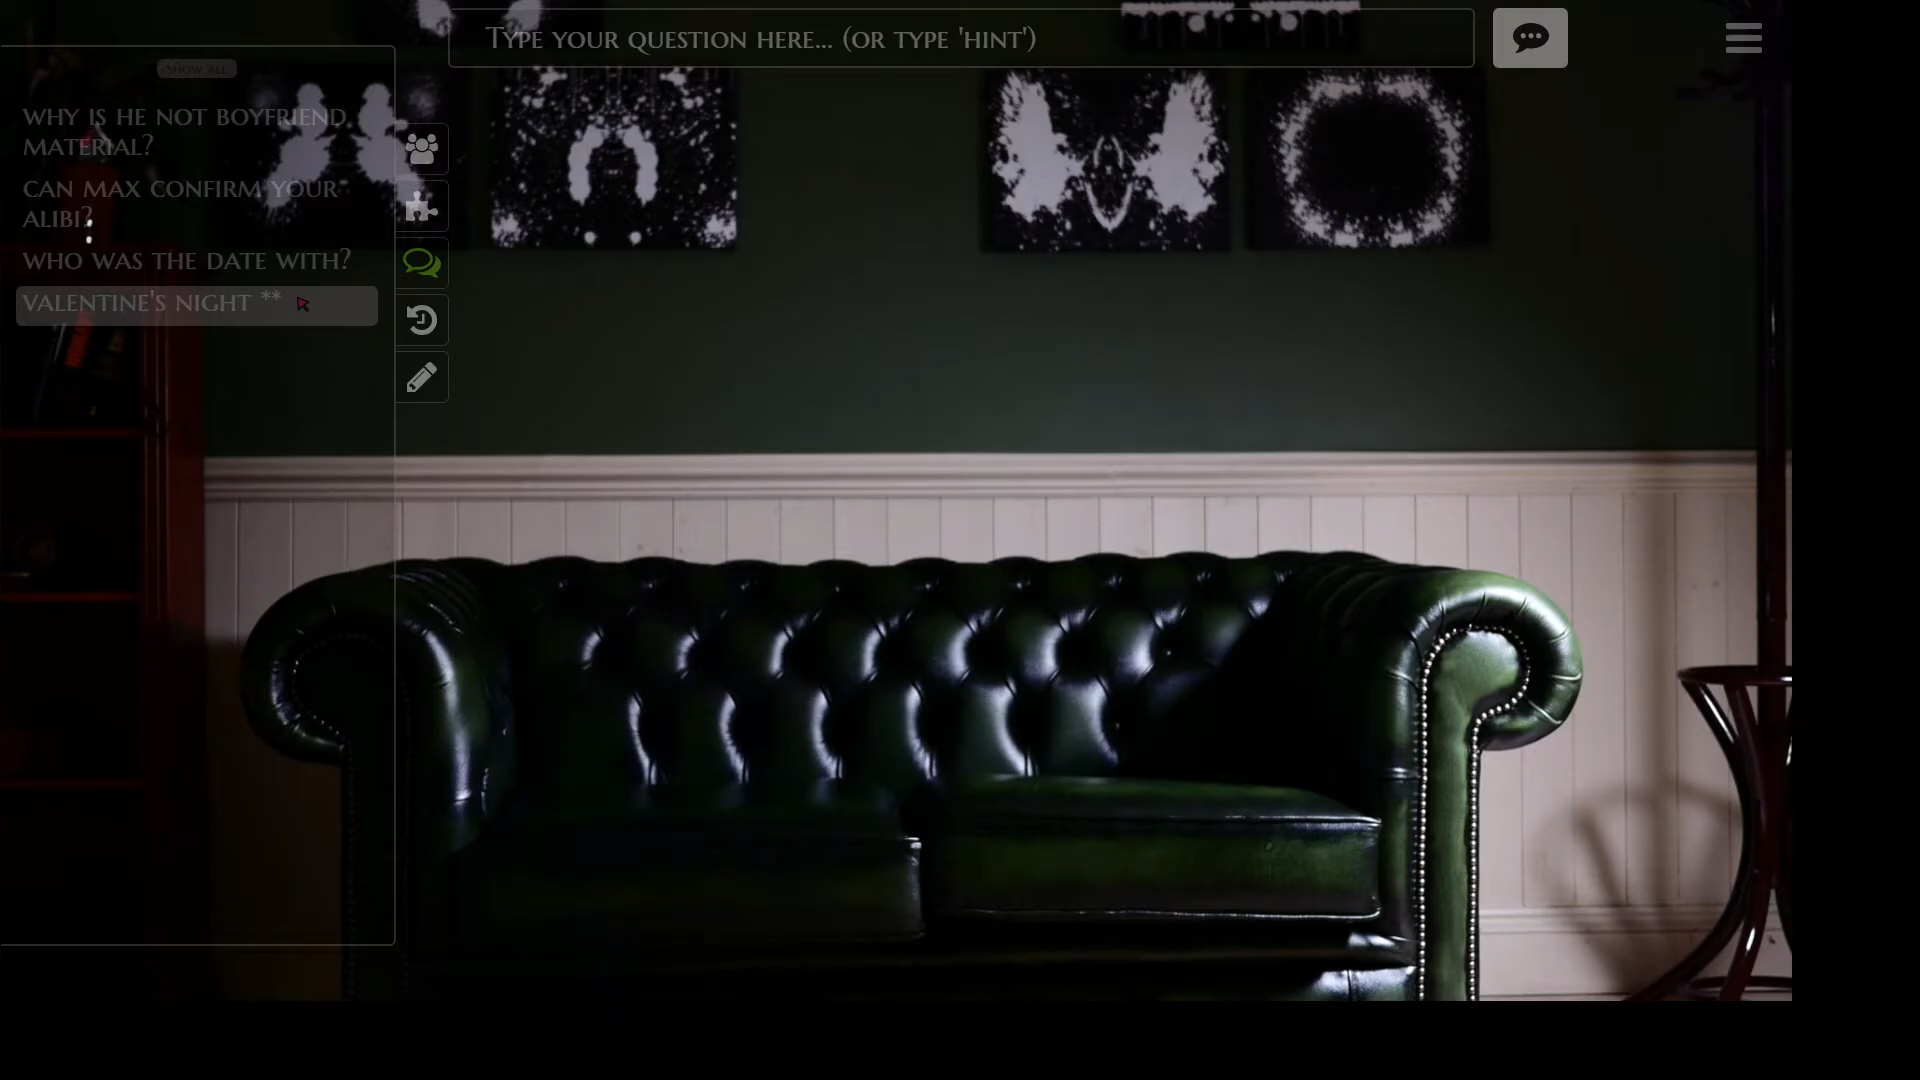 Type your question here... (or type 'hint')
Show all
why is he not boyfriend
material?
can max confirm your
alibi?
who was the date with?
valentine's night **